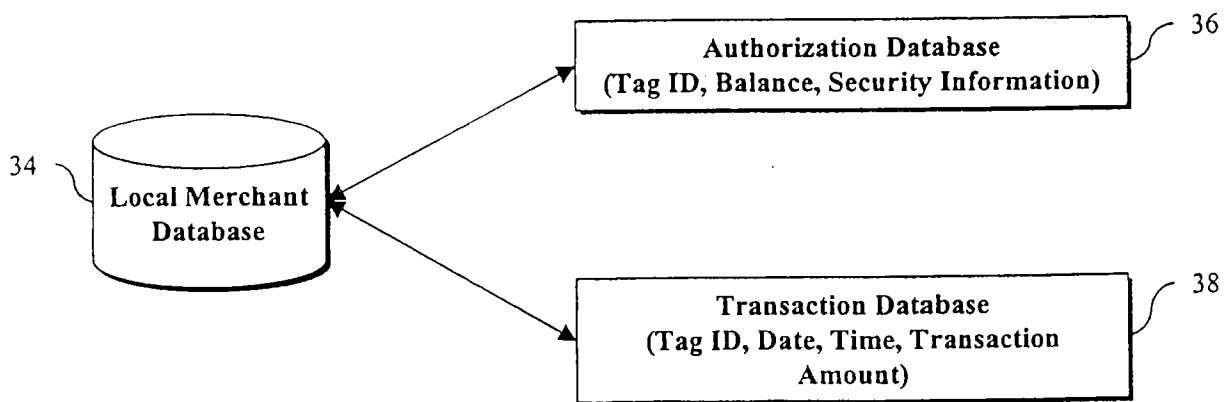 36
Authorization Database
(Tag ID, Balance, Security Information)
34
Local Merchant
Database
38
Transaction Database
(Tag ID, Date, Time, Transaction
Amount)